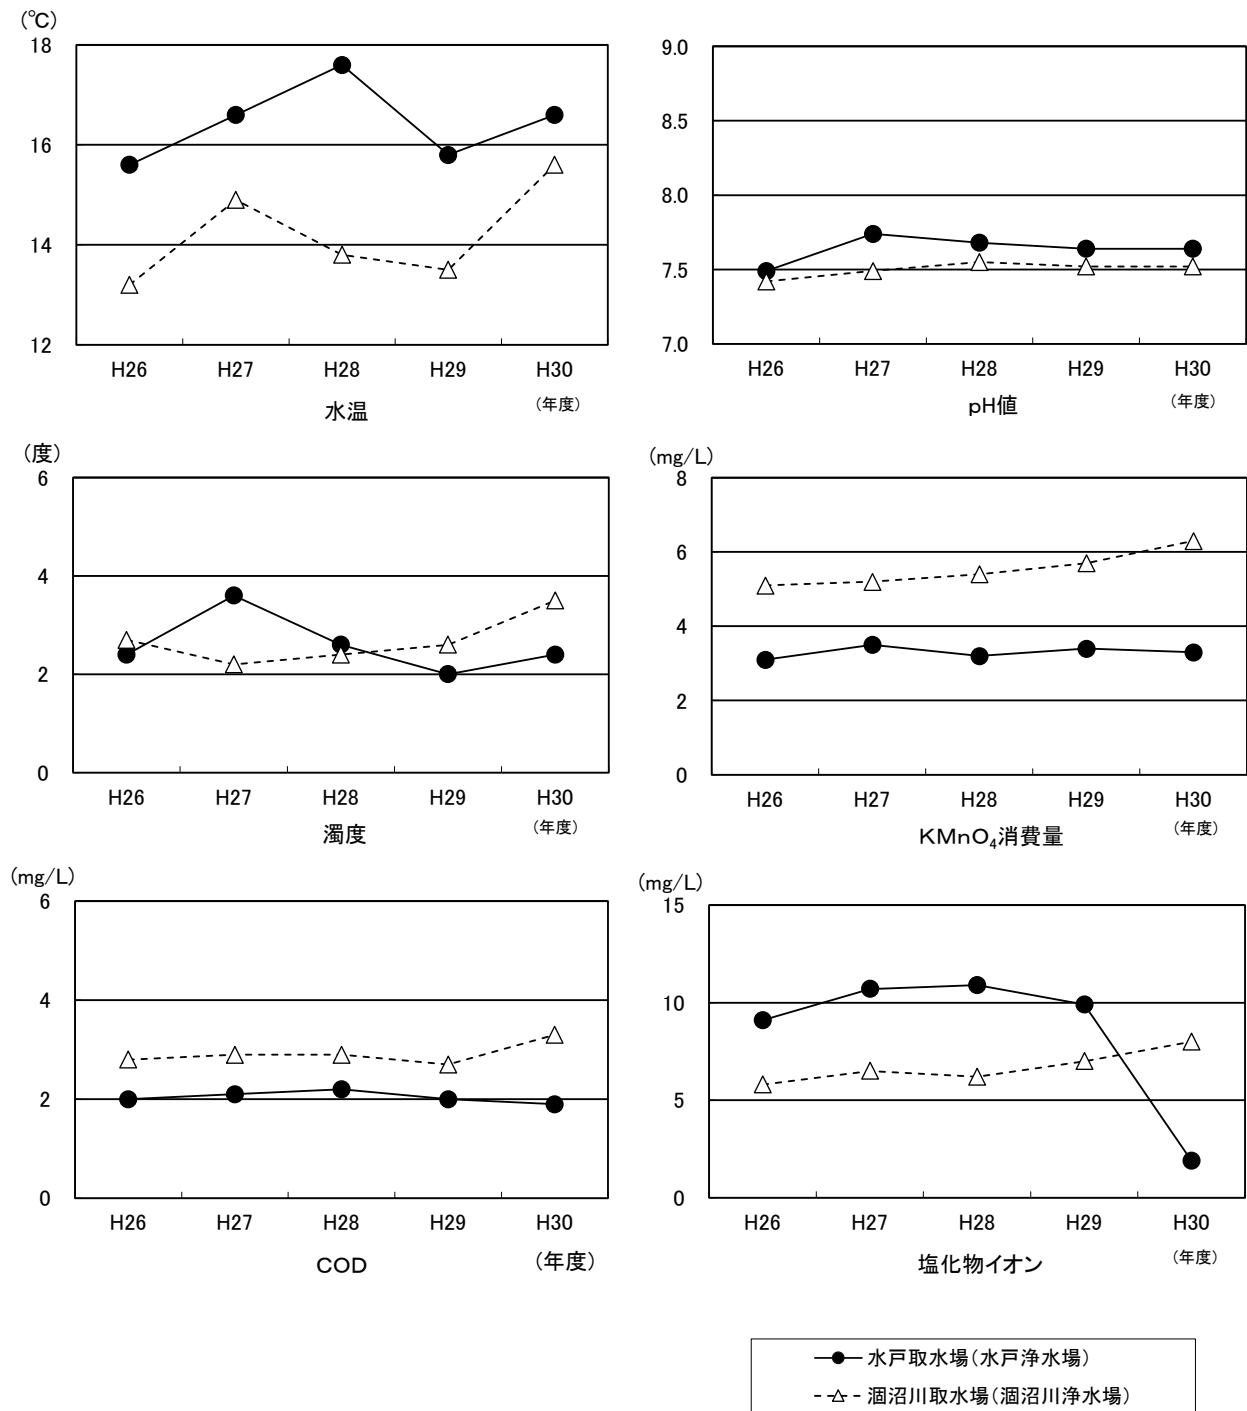 (℃)
18
16
14
12
H26 H27 H28 H29 H30
水温 (年度)
9.0
8.5
8.0
7.5
7.0
H26 H27 H28 H29 H30
pH値 (年度)
(度)
6
4
2
0
H26 H27 H28 H29 H30
濁度 (年度)
(mg/L)
8
6
4
2
0
H26 H27 H28 H29 H30
KMnO₄消費量 (年度)
(mg/L)
6
4
2
0
H26 H27 H28 H29 H30
COD (年度)
(mg/L)
15
10
5
0
H26 H27 H28 H29 H30
塩化物イオン (年度)
水戸取水場(水戸浄水場)
涸沼川取水場(涸沼川浄水場)